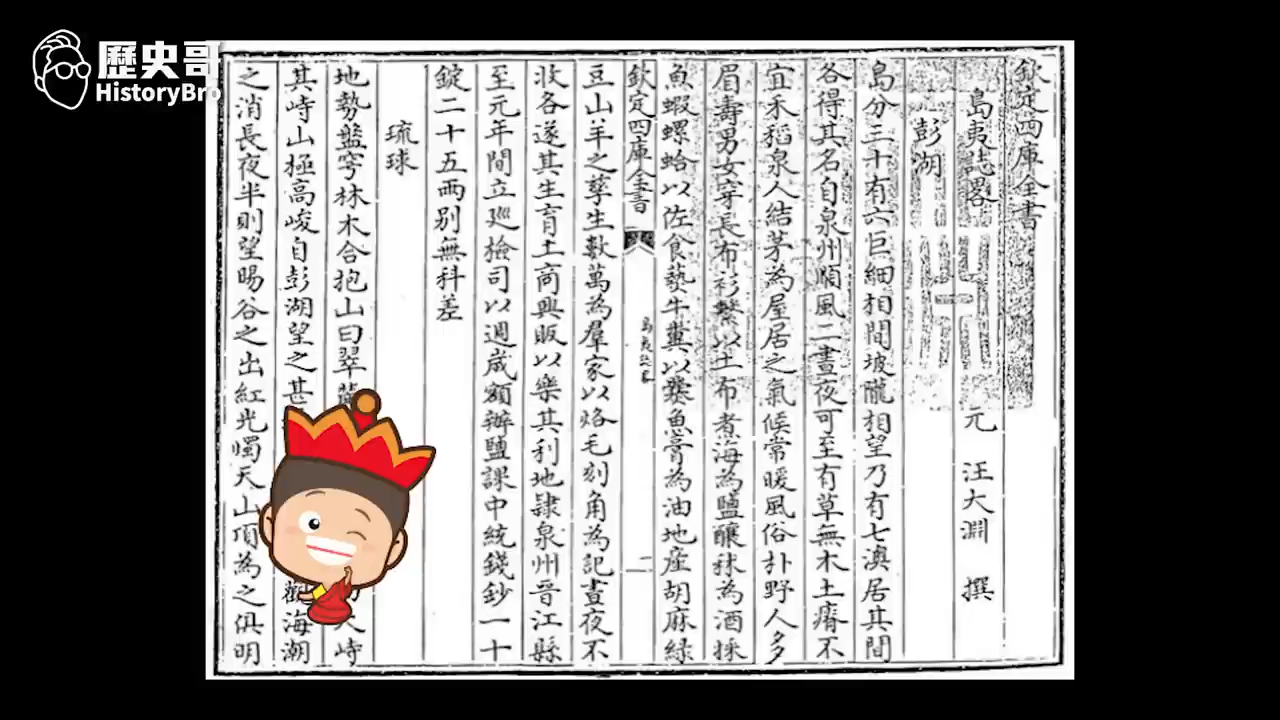 歷史哥
HistoryBro
欽定四庫全書
島夷誌略
元 汪大淵 撰
彭湖
島分三十有六巨細相間坡隴相望乃有七澳居其間
各得其名自泉州順風二晝夜可至有草無木土瘠不
宜禾稻泉人結茅為屋居之氣候常暖風俗朴野人多
眉壽男女穿長布衫繫以土布煮海為鹽釀秫為酒採
魚蝦螺蛤以佐食爇牛糞以爨魚膏為油地產胡麻綠
欽定四庫全書
島夷誌畧
二
豆山羊之孳生數萬為羣家以烙毛刻角為記晝夜不
收各遂其生育土商興販以樂其利地隸泉州晉江縣
至元年間立廵檢司以週歲額辦鹽課中統錢鈔一十
錠二十五兩别無科差
琉球
地勢盤穹林木合抱山曰翠 大峙
其峙山極高峻自彭湖望之甚 觀海潮
之消長夜半則望暘谷之出紅光燭天山頂為之俱明